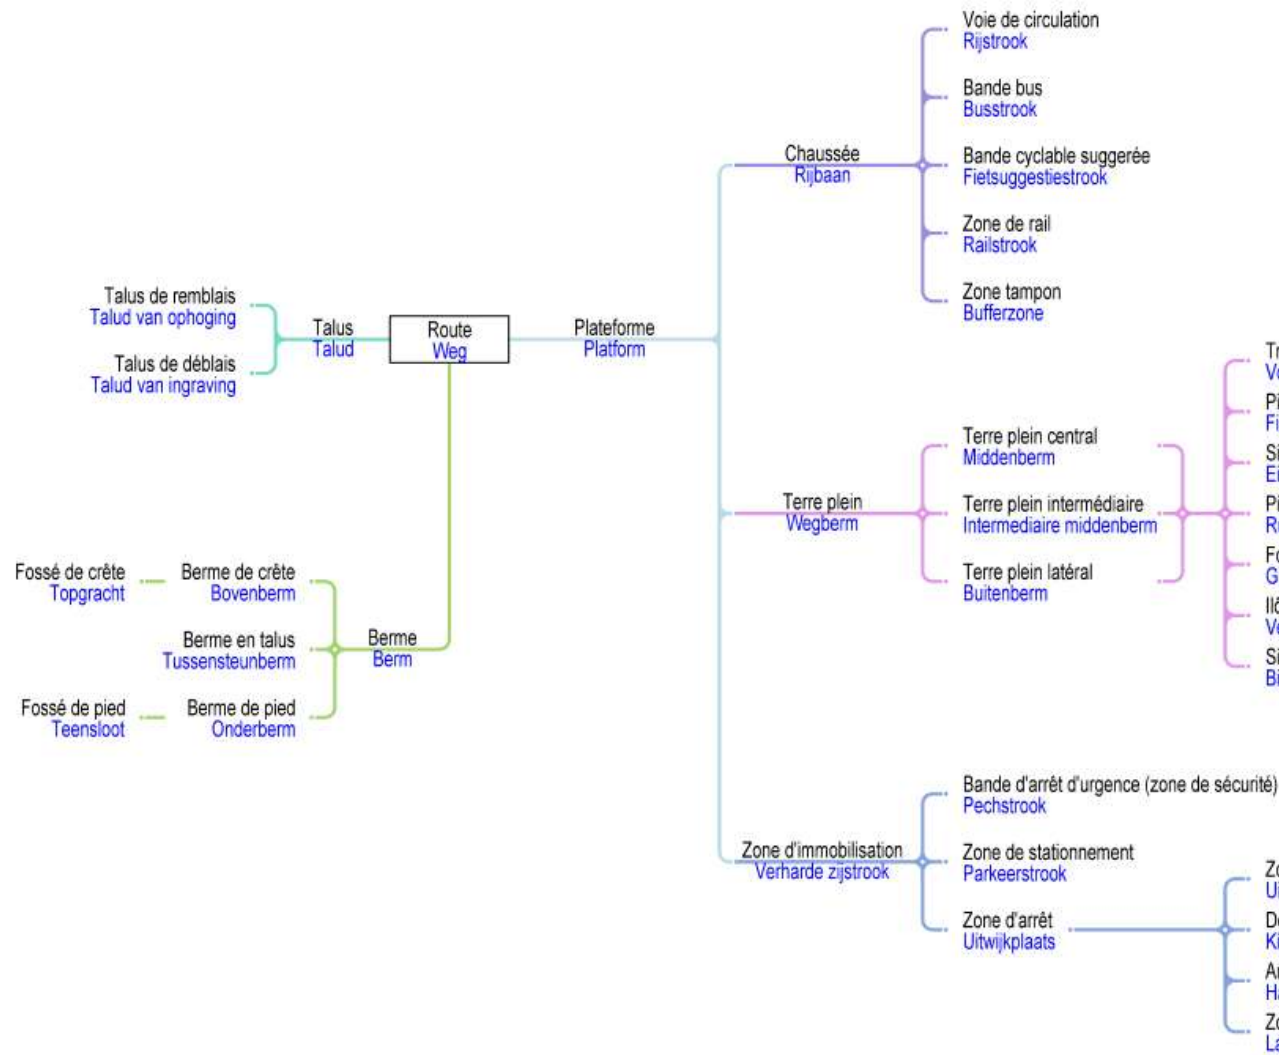 Voie de circulation
Rijstrook
Bande bus
Busstrook
Chaussée
Rijbaan
Bande cyclable suggerée
Fietsuggestiestrook
Zone de rail
Railstrook
Zone tampon
Bufferzone
Talus de remblais
Talud van ophoging
Talus
Talud
Route
Weg
Plateforme
Platform
Talus de déblais
Talud van ingraving
Terre plein central
Middenberm
Terre plein
Wegberm
Terre plein intermédiaire
Intermediaire middenberm
Terre plein latéral
Buitenberm
Fossé de crête
Topgracht
Berme de crête
Bovenberm
Berme en talus
Tussensteunberm
Berme
Berm
Fossé de pied
Teensloot
Berme de pied
Onderberm
Bande d'arrêt d'urgence (zone de sécurité)
Pechstrook
Zone d'immobilisation
Verharde zijstrook
Zone de stationnement
Parkeerstrook
Zone d'arrêt
Uitwijkplaats